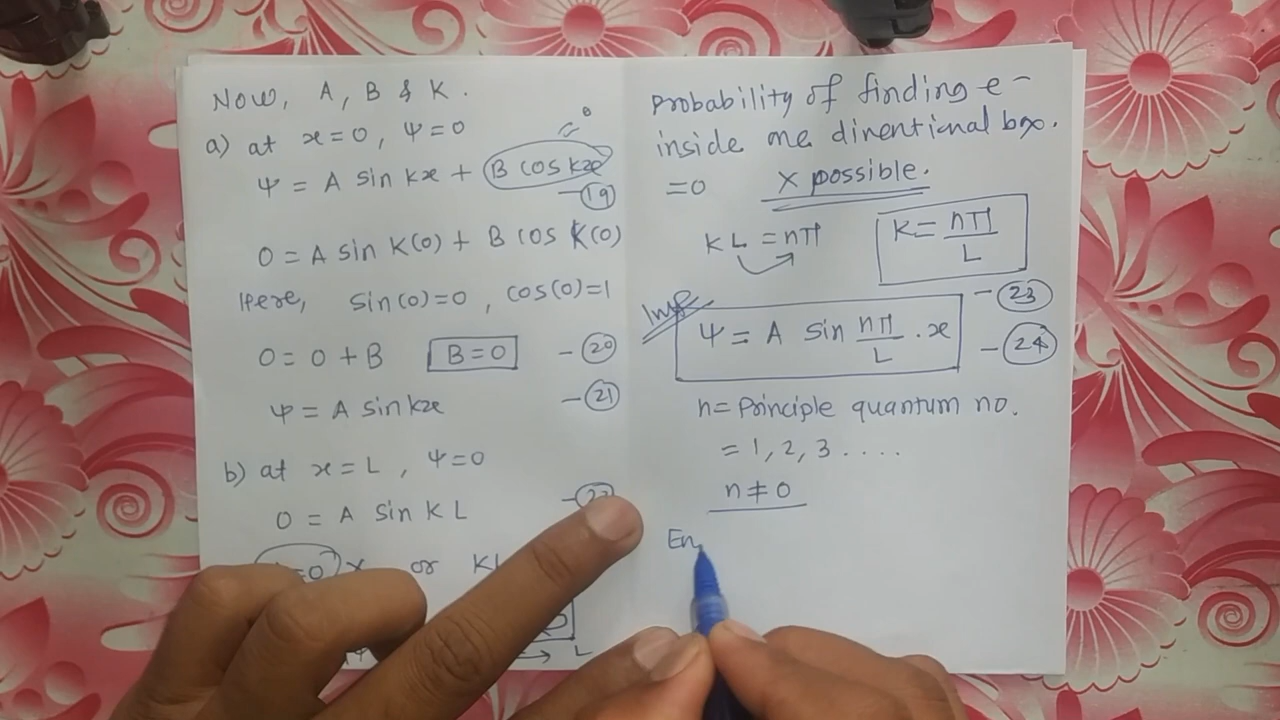 Now, A, B & K.
a) at x=0, ψ=0
0
ψ = A sin kx + B cos kx
- 19
0 = A sin K(0) + B cos K(0)
Here, sin(0)=0, cos(0)=1
0 = 0 + B B=0 - 20
ψ = A sin kx - 21
b) at x=L, ψ=0
0 = A sin K L
=0 x or
L
Probability of finding e-
inside one dimentional box.
=0 x possible.
KL = nπ K = nπ/L
- 23
Imp
ψ = A sin nπ/L . x - 24
n= Principle quantum no.
= 1, 2, 3 ....
n ≠ 0
En